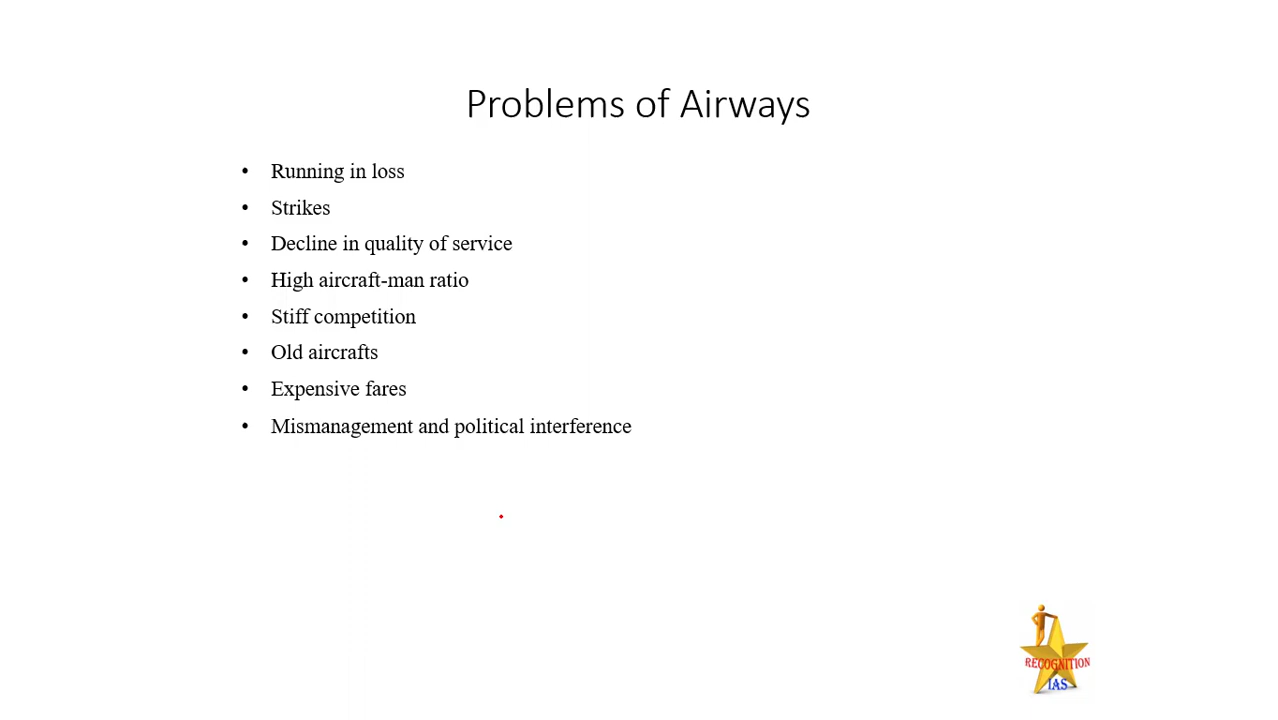 Problems of Airways
• Running in loss
• Strikes
• Decline in quality of service
• High aircraft-man ratio
• Stiff competition
• Old aircrafts
• Expensive fares
• Mismanagement and political interference
RECOGNITION
IAS